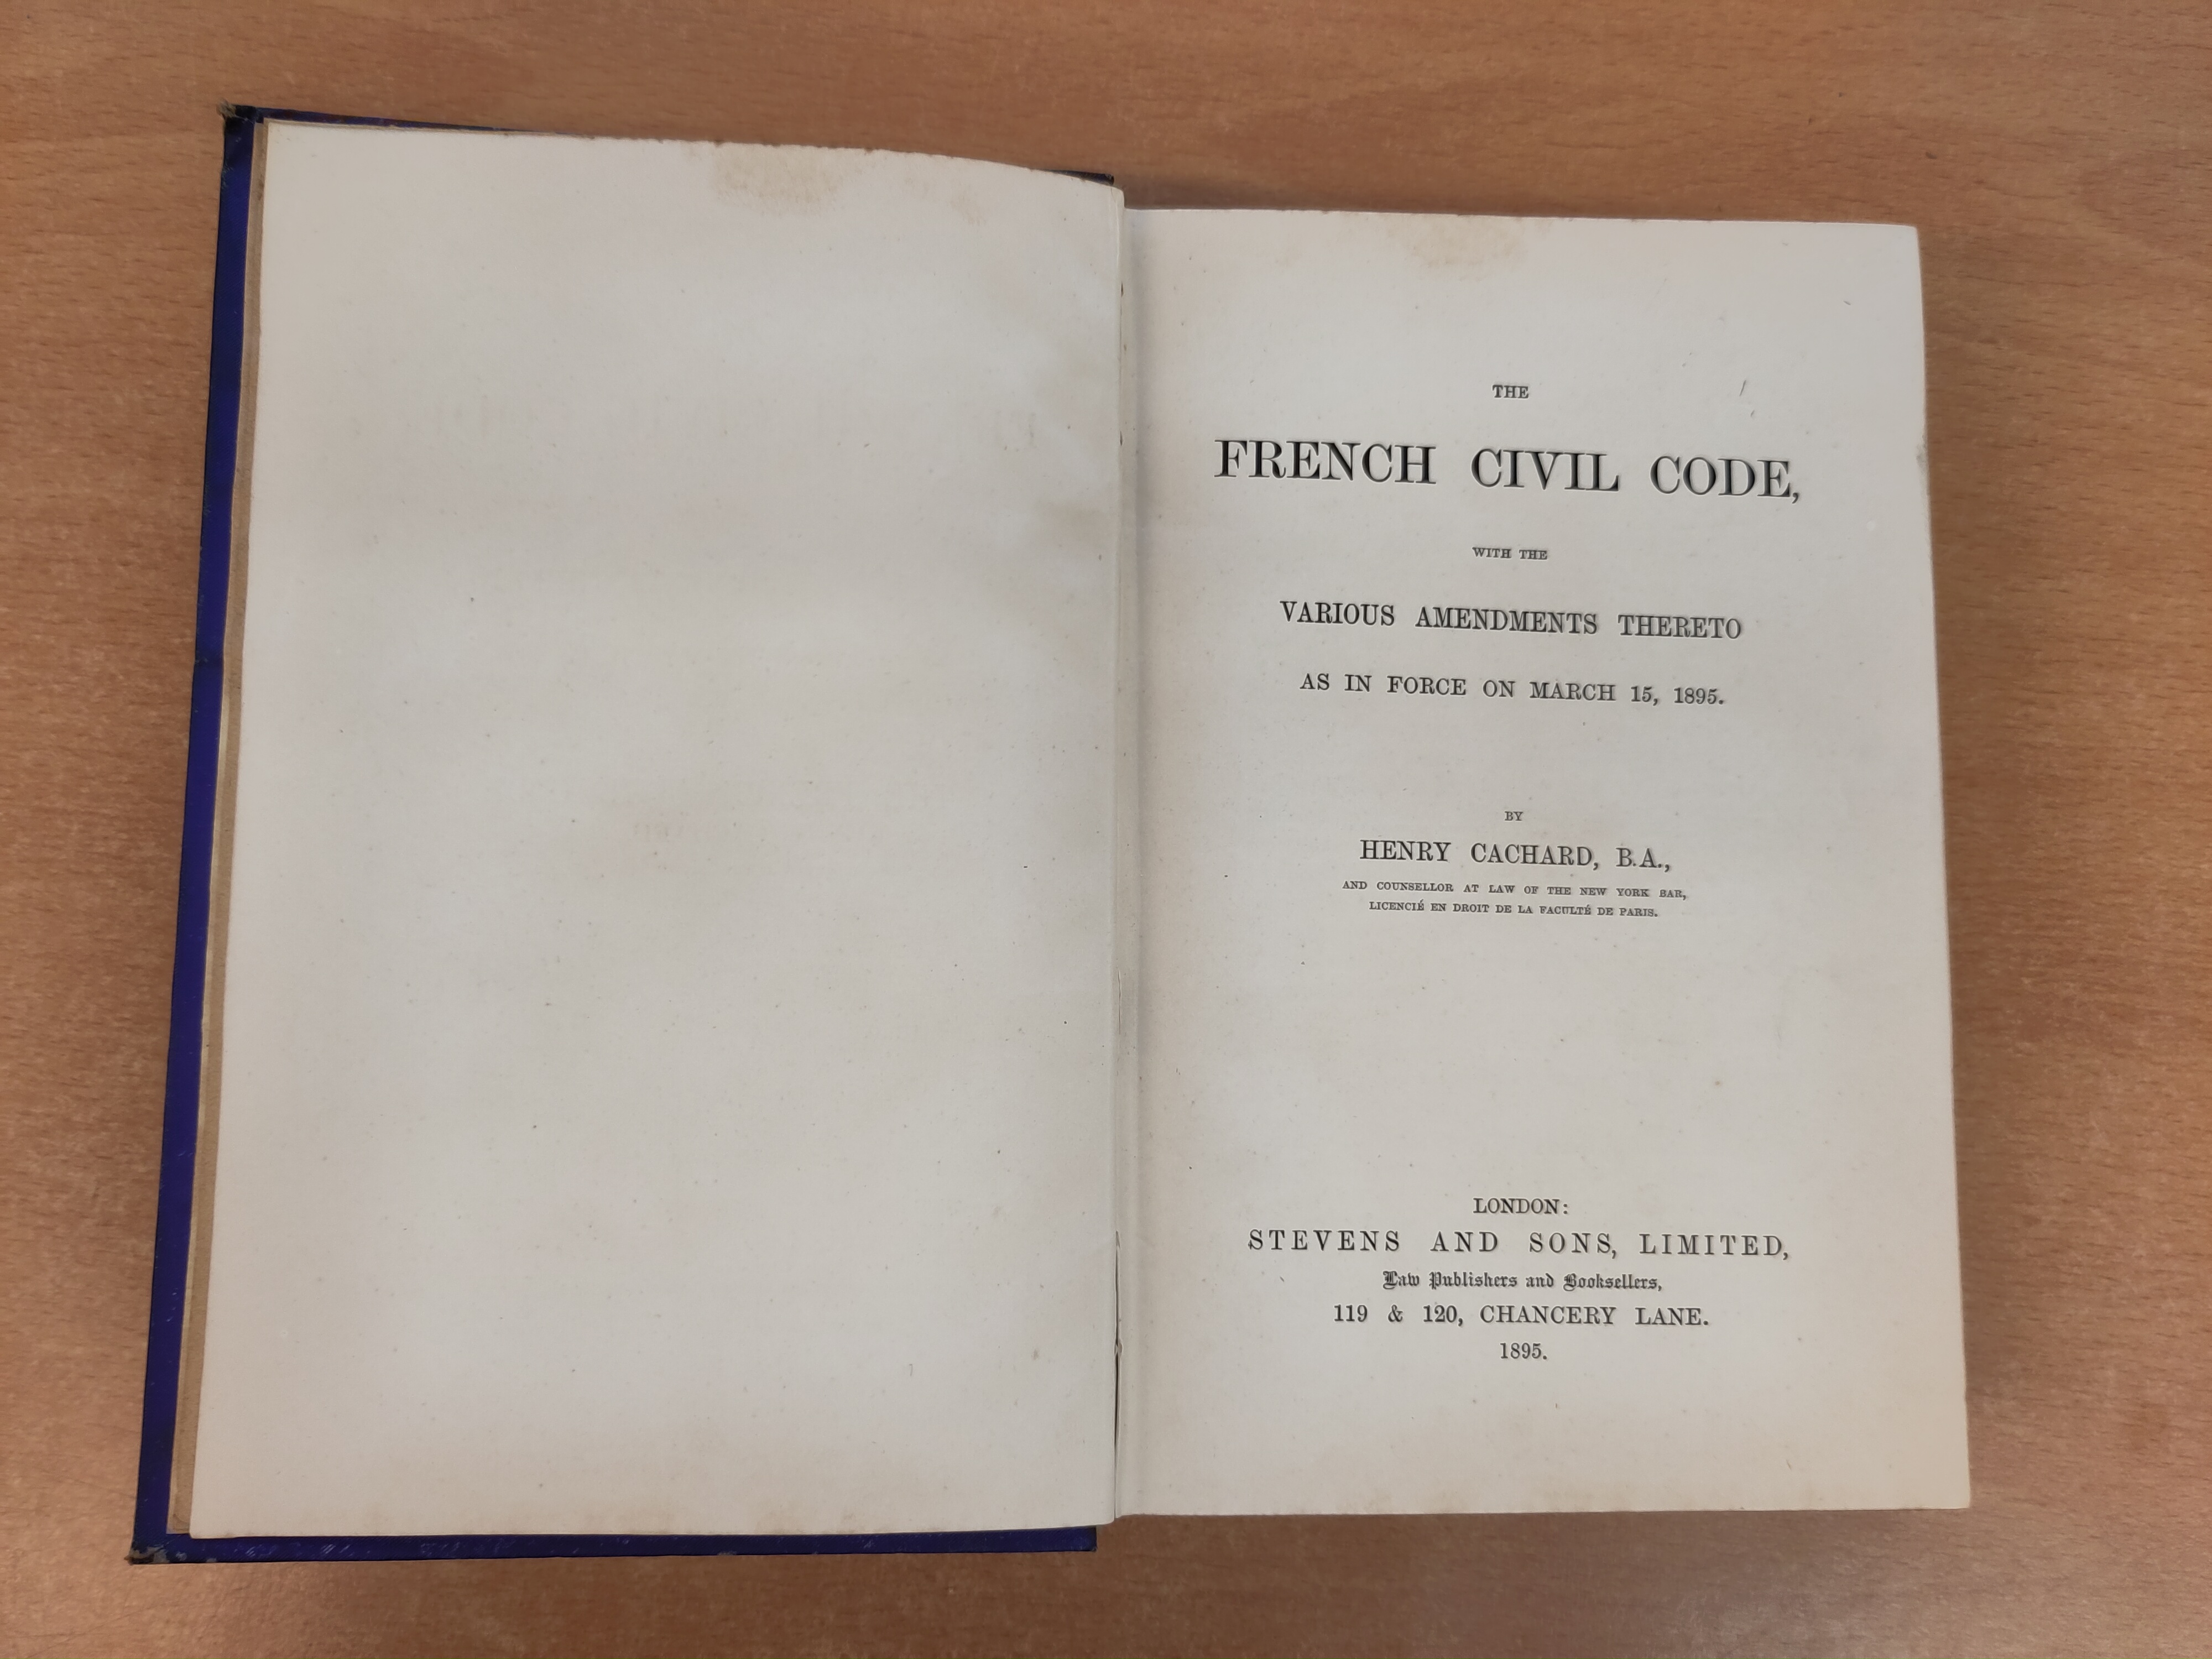 THE
FRENCH CIVIL CODE,
WITH THE
VARIOUS AMENDMENTS THERETO
AS IN FORCE ON MARCH 15, 1895.
BY
HENRY CACHARD, B.A.,
AND COUNSELLOR AT LAW OF THE NEW YORK BAR,
LICENCIÉ EN DROIT DE LA FACULTÉ DE PARIS.
LONDON:
STEVENS AND SONS, LIMITED,
Law Publishers and Booksellers,
119 & 120, CHANCERY LANE.
1895.